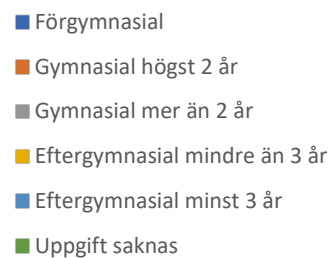 Förgymnasial
Gymnasial högst 2 år
Gymnasial mer än 2 år
Eftergymnasial mindre än 3 år
Eftergymnasial minst 3 år
Uppgift saknas